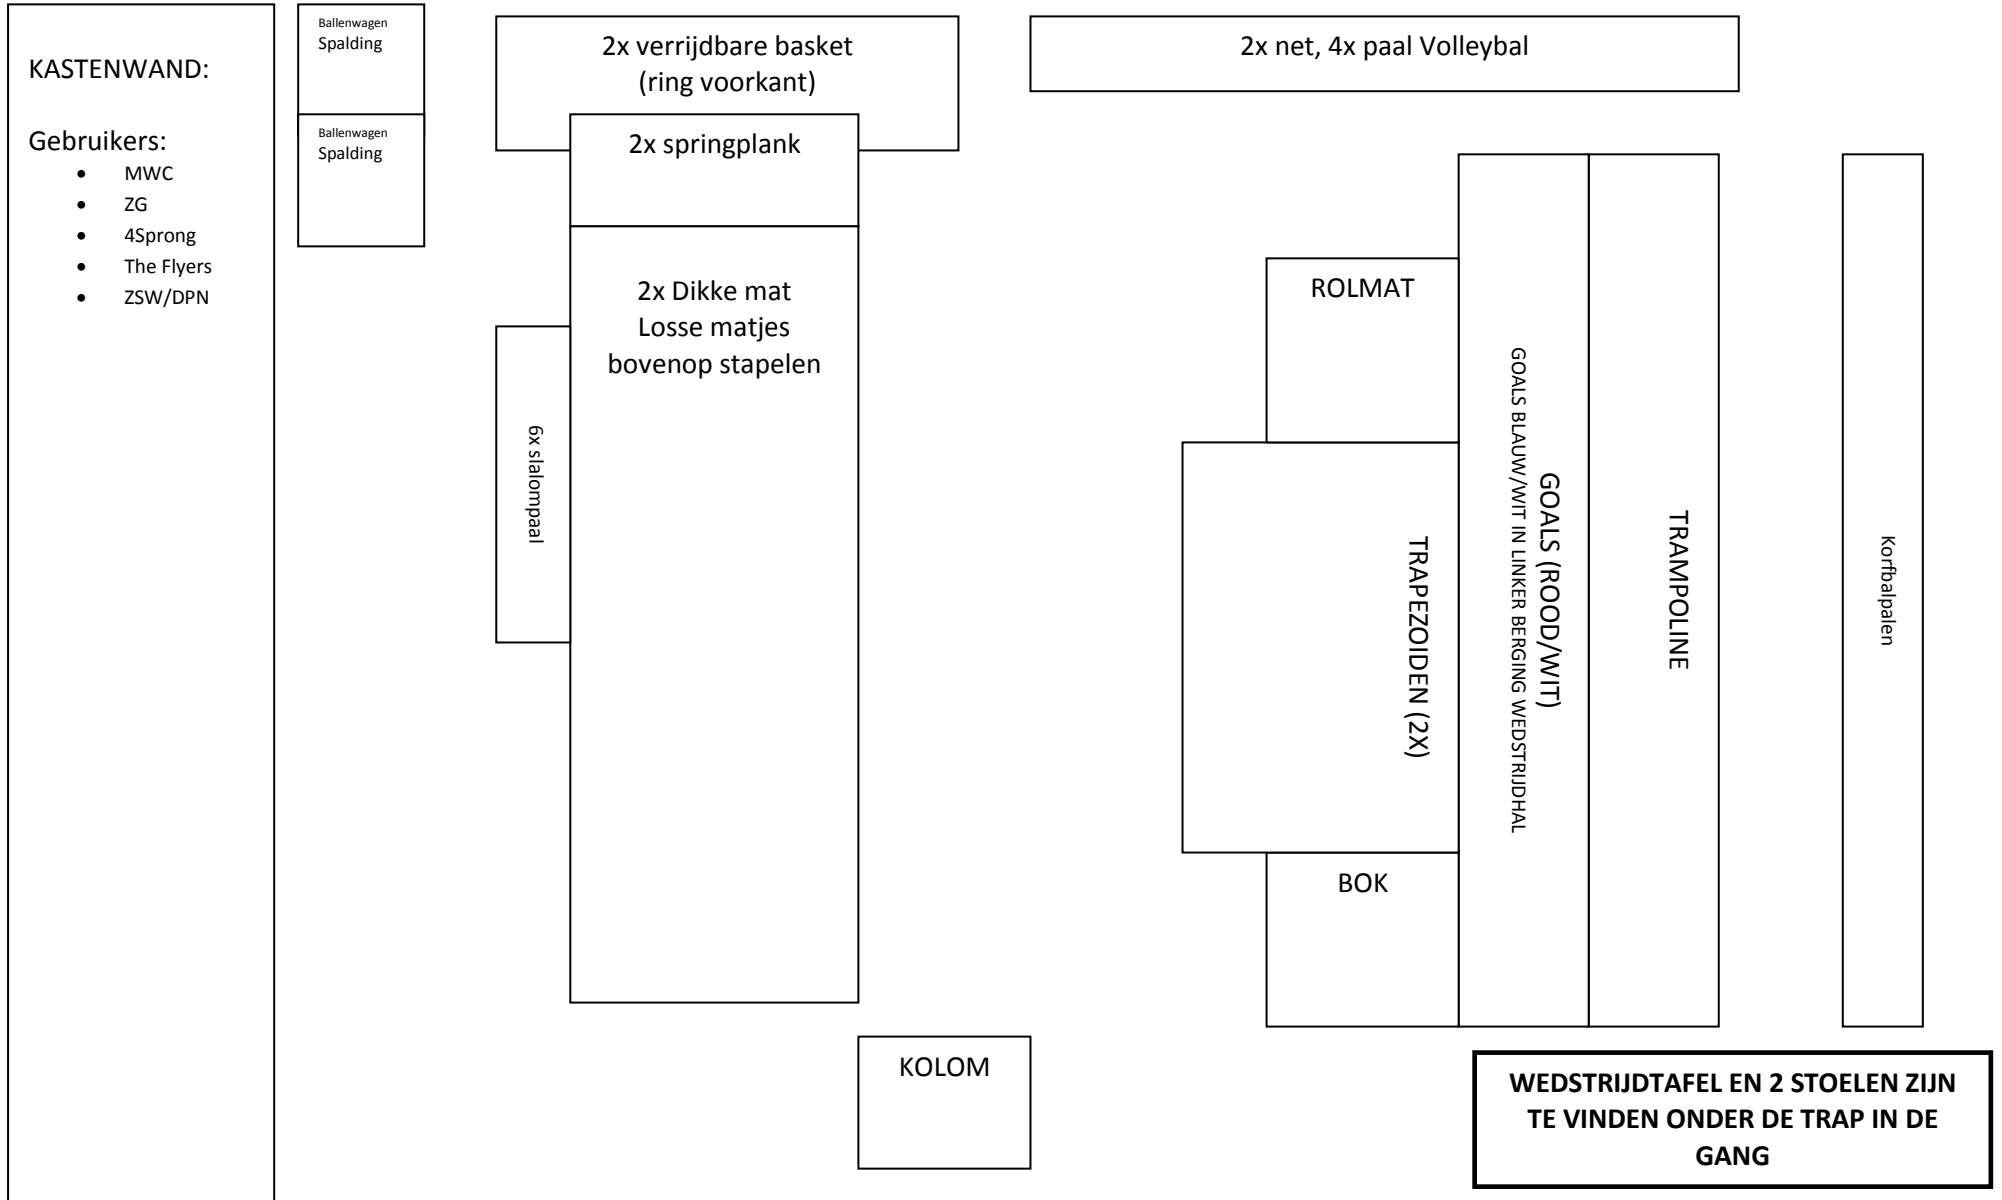 KASTENWAND:
Gebruikers:
• MWC
• ZG
• 4Sprong
• The Flyers
• ZSW/DPN
Ballenwagen
Spalding
Ballenwagen
Spalding
2x verrijdbare basket
(ring voorkant)
2x springplank
2x Dikke mat
Losse matjes
bovenop stapelen
6x slalompaal
KOLOM
2x net, 4x paal Volleybal
ROLMAT
TRAPEZOIDEN (2X)
BOK
GOALS (ROOD/WIT)
GOALS BLAUW/WIT IN LINKER BERGING WEDSTRIJDHAL
TRAMPOLINE
Korfbalpalen
WEDSTRIJDTAFEL EN 2 STOELEN ZIJN
TE VINDEN ONDER DE TRAP IN DE
GANG